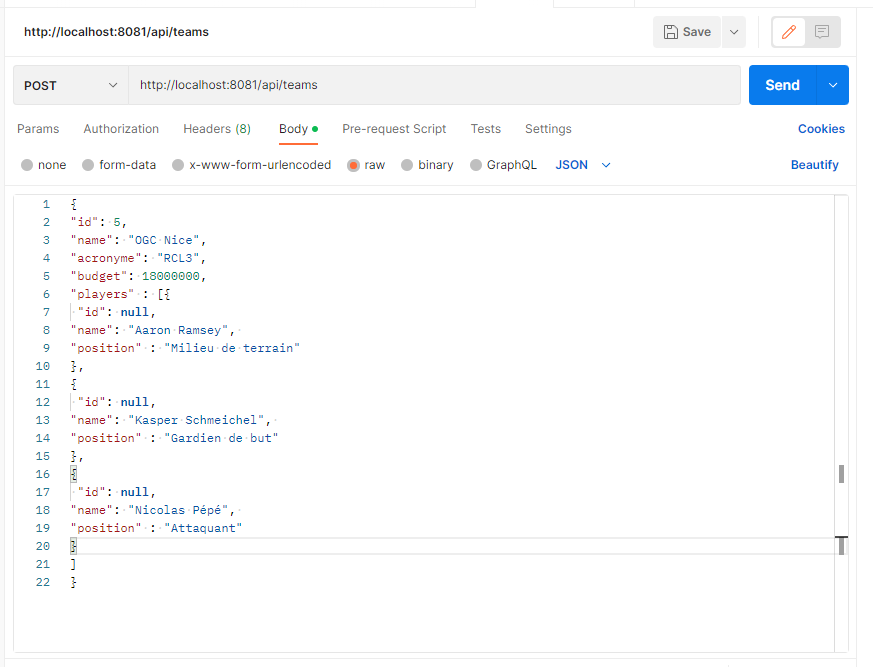 http://localhost:8081/api/teams
Save
POST
http://localhost:8081/api/teams
Send
Params Authorization Headers (8) Body Pre-request Script Tests Settings Cookies
none form-data x-www-form-urlencoded raw binary GraphQL JSON Beautify
1 {
2 "id": 5,
3 "name": "OGC Nice",
4 "acronyme": "RCL3",
5 "budget": 18000000,
6 "players" : [{
7 "id": null,
8 "name": "Aaron Ramsey",
9 "position" : "Milieu de terrain"
10 },
11 {
12 "id": null,
13 "name": "Kasper Schmeichel",
14 "position" : "Gardien de but"
15 },
16 {
17 "id": null,
18 "name": "Nicolas Pépé",
19 "position" : "Attaquant"
20 }
21 ]
22 }